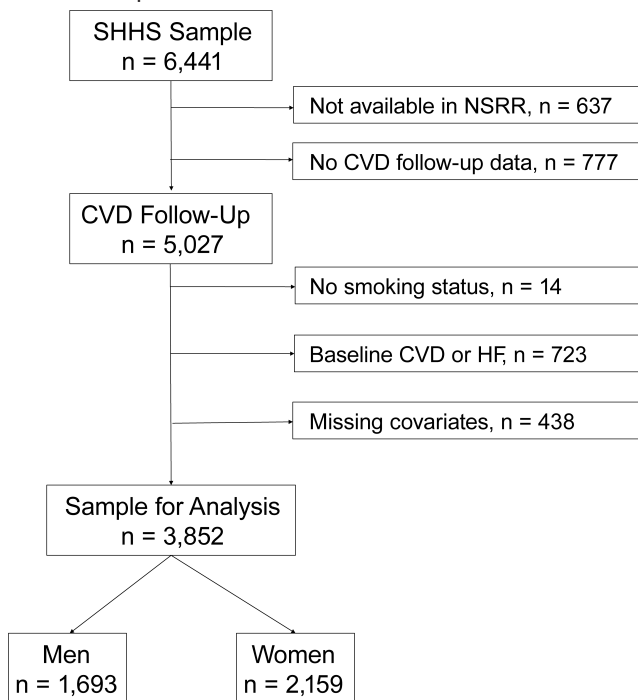 SHHS Sample
n = 6,441
Not available in NSRR, n = 637
No CVD follow-up data, n = 777
CVD Follow-Up
n = 5,027
No smoking status, n = 14
Baseline CVD or HF, n = 723
Missing covariates, n = 438
Sample for Analysis
n = 3,852
Men
n = 1,693
Women
n = 2,159